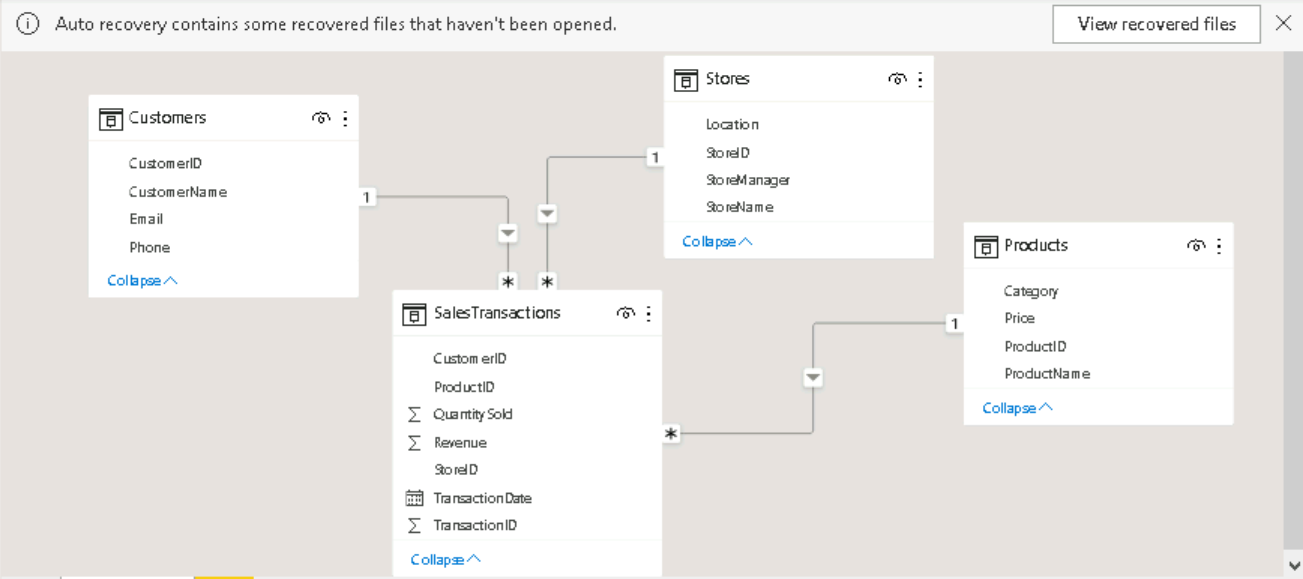 Auto recovery contains some recovered files that haven't been opened.
View recovered files
Customers
CustomerID
CustomerName
Email
Phone
Collapse
1
*
Stores
Location
StoreID
StoreManager
StoreName
Collapse
1
*
Products
Category
Price
ProductID
ProductName
Collapse
1
*
SalesTransactions
CustomerID
ProductID
Quantity Sold
Σ
Revenue
Σ
StoreID
TransactionDate
TransactionID
Σ
Collapse